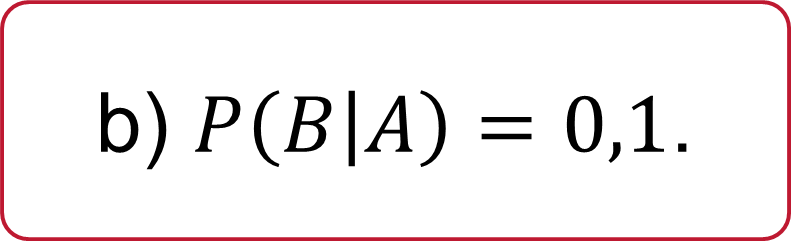 b) P(B|A) = 0,1.